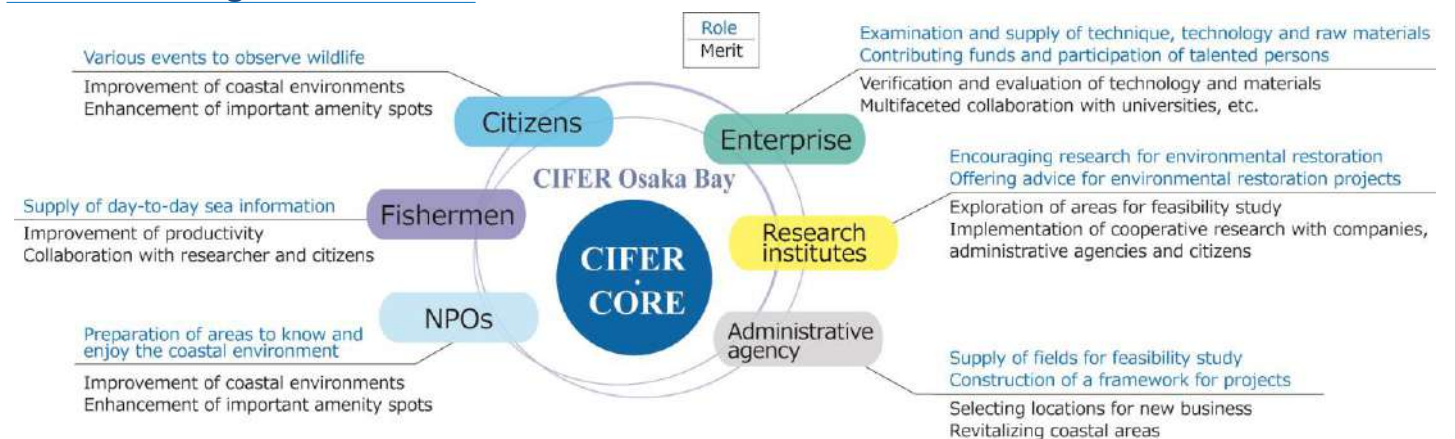 Role
Merit
Various events to observe wildlife
Improvement of coastal environments
Enhancement of important amenity spots
Citizens
Examination and supply of technique, technology and raw materials
Contributing funds and participation of talented persons
Verification and evaluation of technology and materials
Multifaceted collaboration with universities, etc.
Enterprise
CIFER Osaka Bay
Supply of day-to-day sea information
Improvement of productivity
Collaboration with researcher and citizens
Fishermen
Encouraging research for environmental restoration
Offering advice for environmental restoration projects
Exploration of areas for feasibility study
Implementation of cooperative research with companies,
administrative agencies and citizens
Research
institutes
CIFER
・
CORE
Preparation of areas to know and
enjoy the coastal environment
Improvement of coastal environments
Enhancement of important amenity spots
NPOs
Administrative
agency
Supply of fields for feasibility study
Construction of a framework for projects
Selecting locations for new business
Revitalizing coastal areas